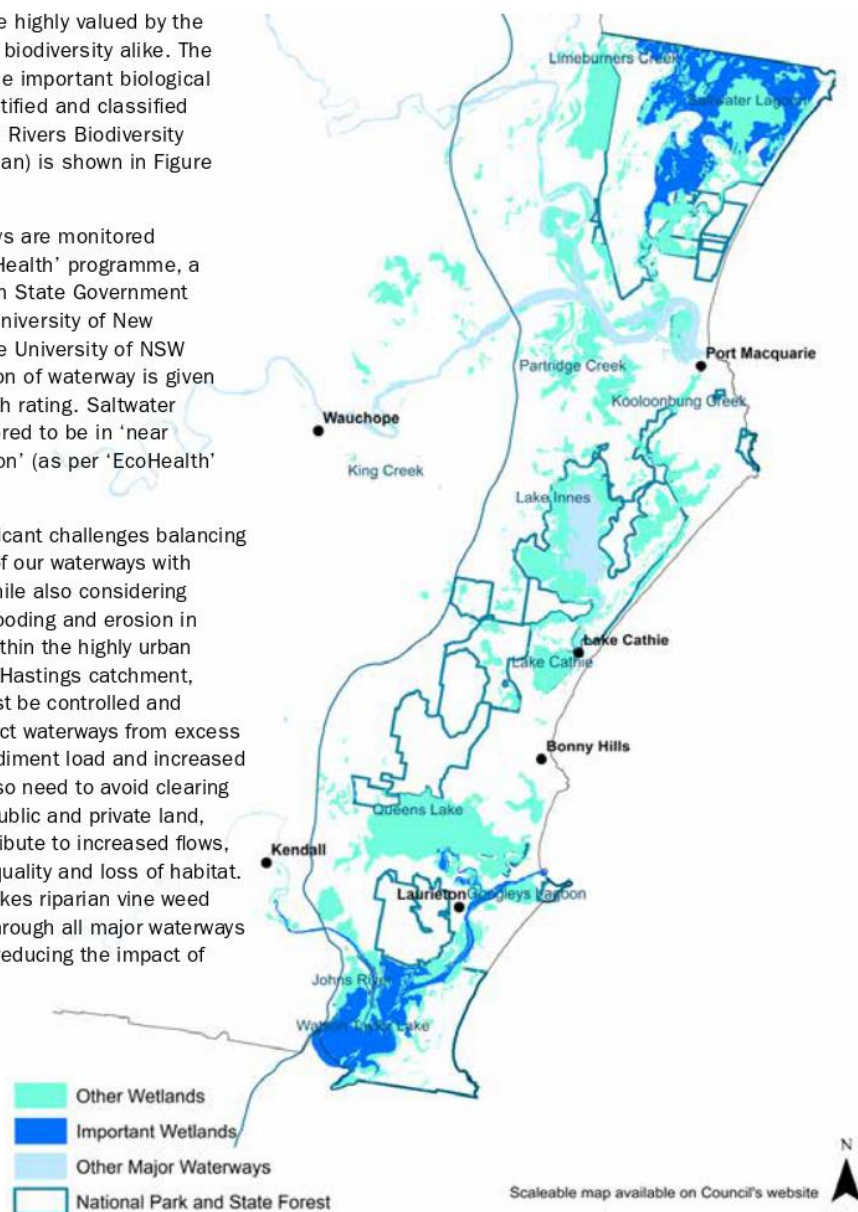 e highly valued by the
biodiversity alike. The
e important biological
tified and classified
Rivers Biodiversity
an) is shown in Figure
ws are monitored
Health’ programme, a
n State Government
niversity of New
e University of NSW
on of waterway is given
h rating. Saltwater
ered to be in ‘near
on’ (as per ‘EcoHealth’
icant challenges balancing
of our waterways with
hile also considering
ooding and erosion in
thin the highly urban
Hastings catchment,
st be controlled and
ct waterways from excess
diment load and increased
so need to avoid clearing
ublic and private land,
ribute to increased flows,
quality and loss of habitat.
kes riparian vine weed
rough all major waterways
reducing the impact of
Limeburners Creek
Saltwater Lagoon
Port Macquarie
Partridge Creek
Kooloonbung Creek
Wauchope
King Creek
Lake Innes
Lake Cathie
Lake Cathie
Bonny Hills
Queens Lake
Kendall
Laurieton
Googleys Lagoon
Johns River
Watson Taylor Lake
Other Wetlands
Important Wetlands
Other Major Waterways
National Park and State Forest
Scaleable map available on Council's website
N